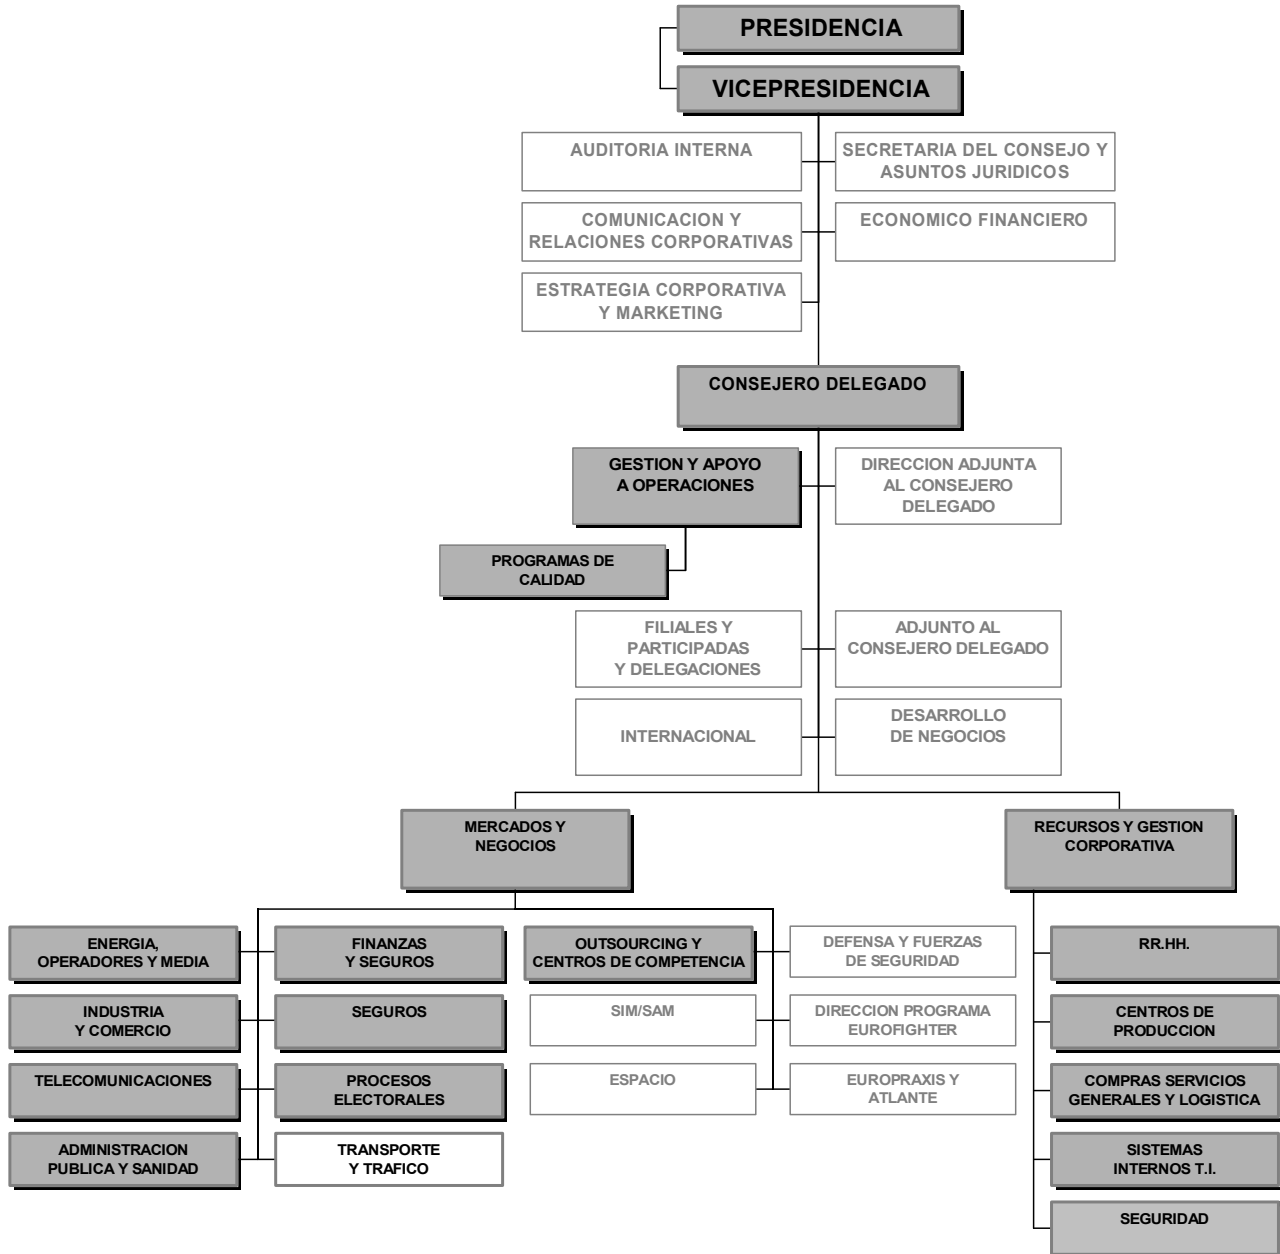 PRESIDENCIA
VICEPRESIDENCIA
AUDITORIA INTERNA
SECRETARIA DEL CONSEJO Y
ASUNTOS JURIDICOS
COMUNICACION Y
RELACIONES CORPORATIVAS
ECONOMICO FINANCIERO
ESTRATEGIA CORPORATIVA
Y MARKETING
CONSEJERO DELEGADO
GESTION Y APOYO
A OPERACIONES
DIRECCION ADJUNTA
AL CONSEJERO
DELEGADO
PROGRAMAS DE
CALIDAD
FILIALES Y
PARTICIPADAS
Y DELEGACIONES
ADJUNTO AL
CONSEJERO DELEGADO
INTERNACIONAL
DESARROLLO
DE NEGOCIOS
MERCADOS Y
NEGOCIOS
RECURSOS Y GESTION
CORPORATIVA
ENERGIA,
OPERADORES Y MEDIA
FINANZAS
Y SEGUROS
OUTSOURCING Y
CENTROS DE COMPETENCIA
DEFENSA Y FUERZAS
DE SEGURIDAD
RR.HH.
INDUSTRIA
Y COMERCIO
SEGUROS
SIM/SAM
DIRECCION PROGRAMA
EUROFIGHTER
CENTROS DE
PRODUCCION
TELECOMUNICACIONES
PROCESOS
ELECTORALES
ESPACIO
EUROPRAXIS Y
ATLANTE
COMPRAS SERVICIOS
GENERALES Y LOGISTICA
ADMINISTRACION
PUBLICA Y SANIDAD
TRANSPORTE
Y TRAFICO
SISTEMAS
INTERNOS T.I.
SEGURIDAD